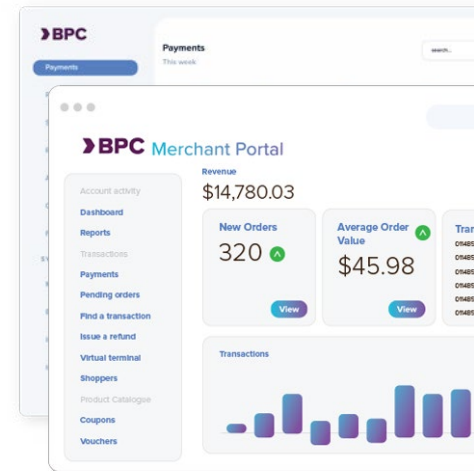 BPC
Payments
This week
search...
Payments
BPC Merchant Portal
Revenue
$14,780.03
Account activity
Dashboard
Reports
Transactions
Payments
Pending orders
Find a transaction
Issue a refund
Virtual terminal
Shoppers
Product Catalogue
Coupons
Vouchers
New Orders
320
View
Average Order
Value
$45.98
View
Tran
Transactions